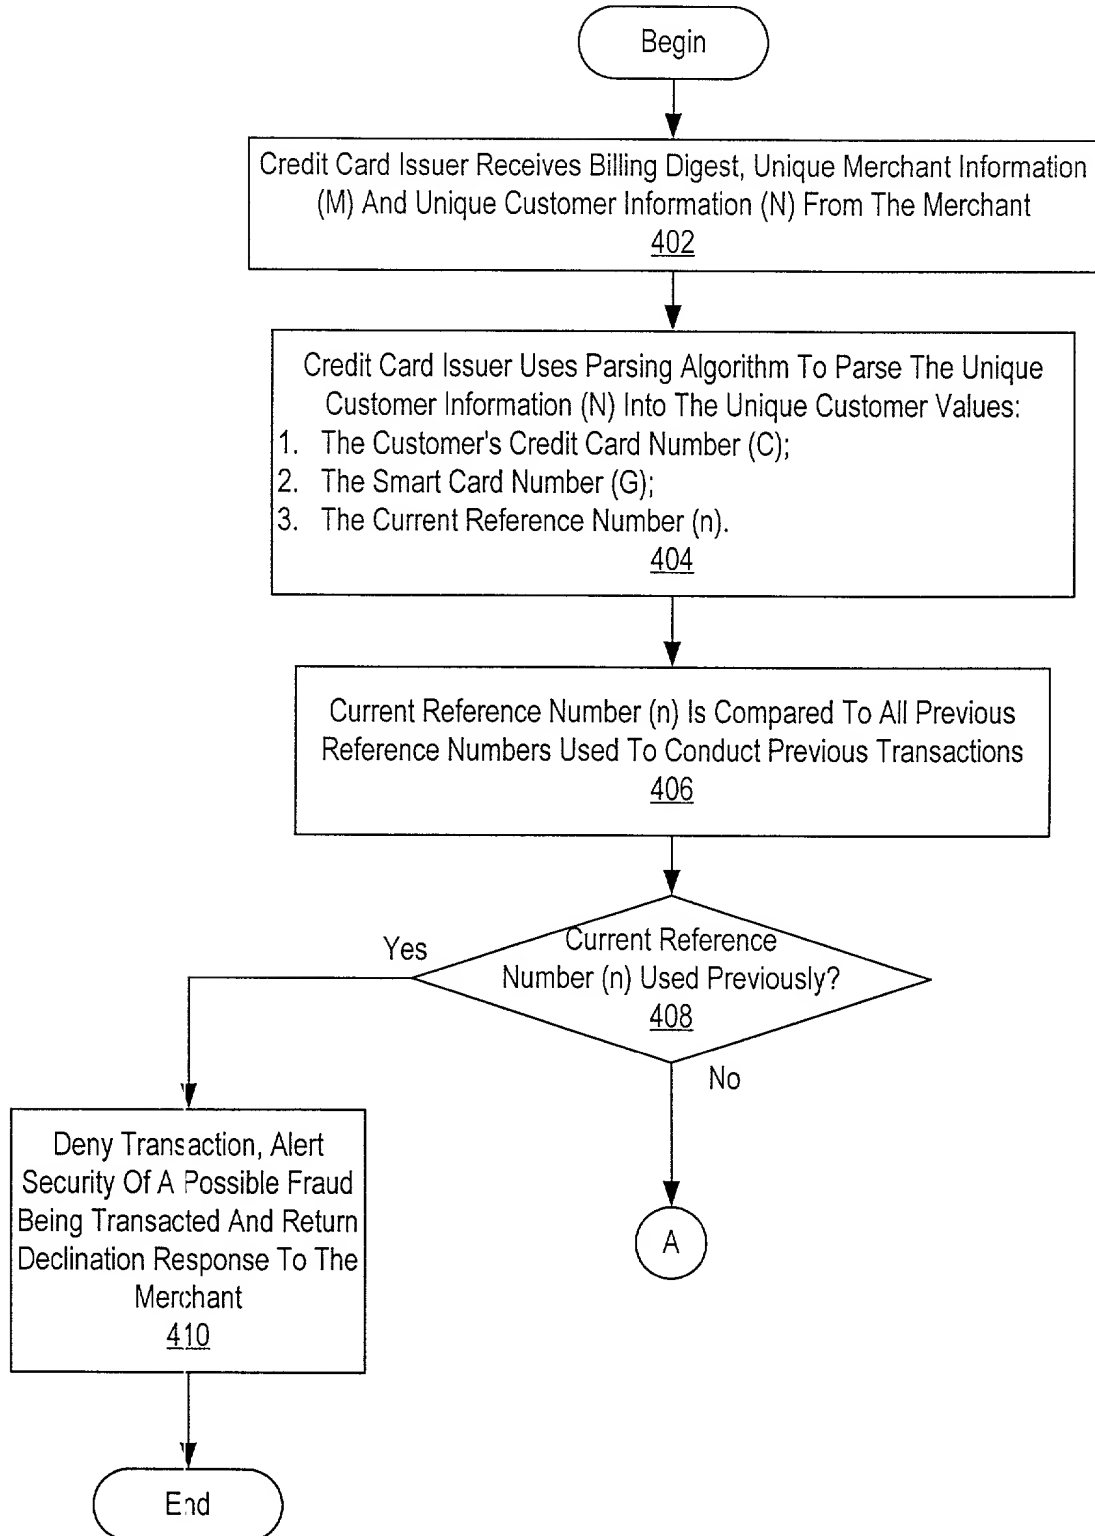 Begin
Credit Card Issuer Receives Billing Digest, Unique Merchant Information
(M) And Unique Customer Information (N) From The Merchant
402
Credit Card Issuer Uses Parsing Algorithm To Parse The Unique
Customer Information (N) Into The Unique Customer Values:
1. The Customer's Credit Card Number (C);
2. The Smart Card Number (G);
3. The Current Reference Number (n).
404
Current Reference Number (n) Is Compared To All Previous
Reference Numbers Used To Conduct Previous Transactions
406
Yes
Current Reference
Number (n) Used Previously?
408
No
Deny Transaction, Alert
Security Of A Possible Fraud
Being Transacted And Return
Declination Response To The
Merchant
410
A
End